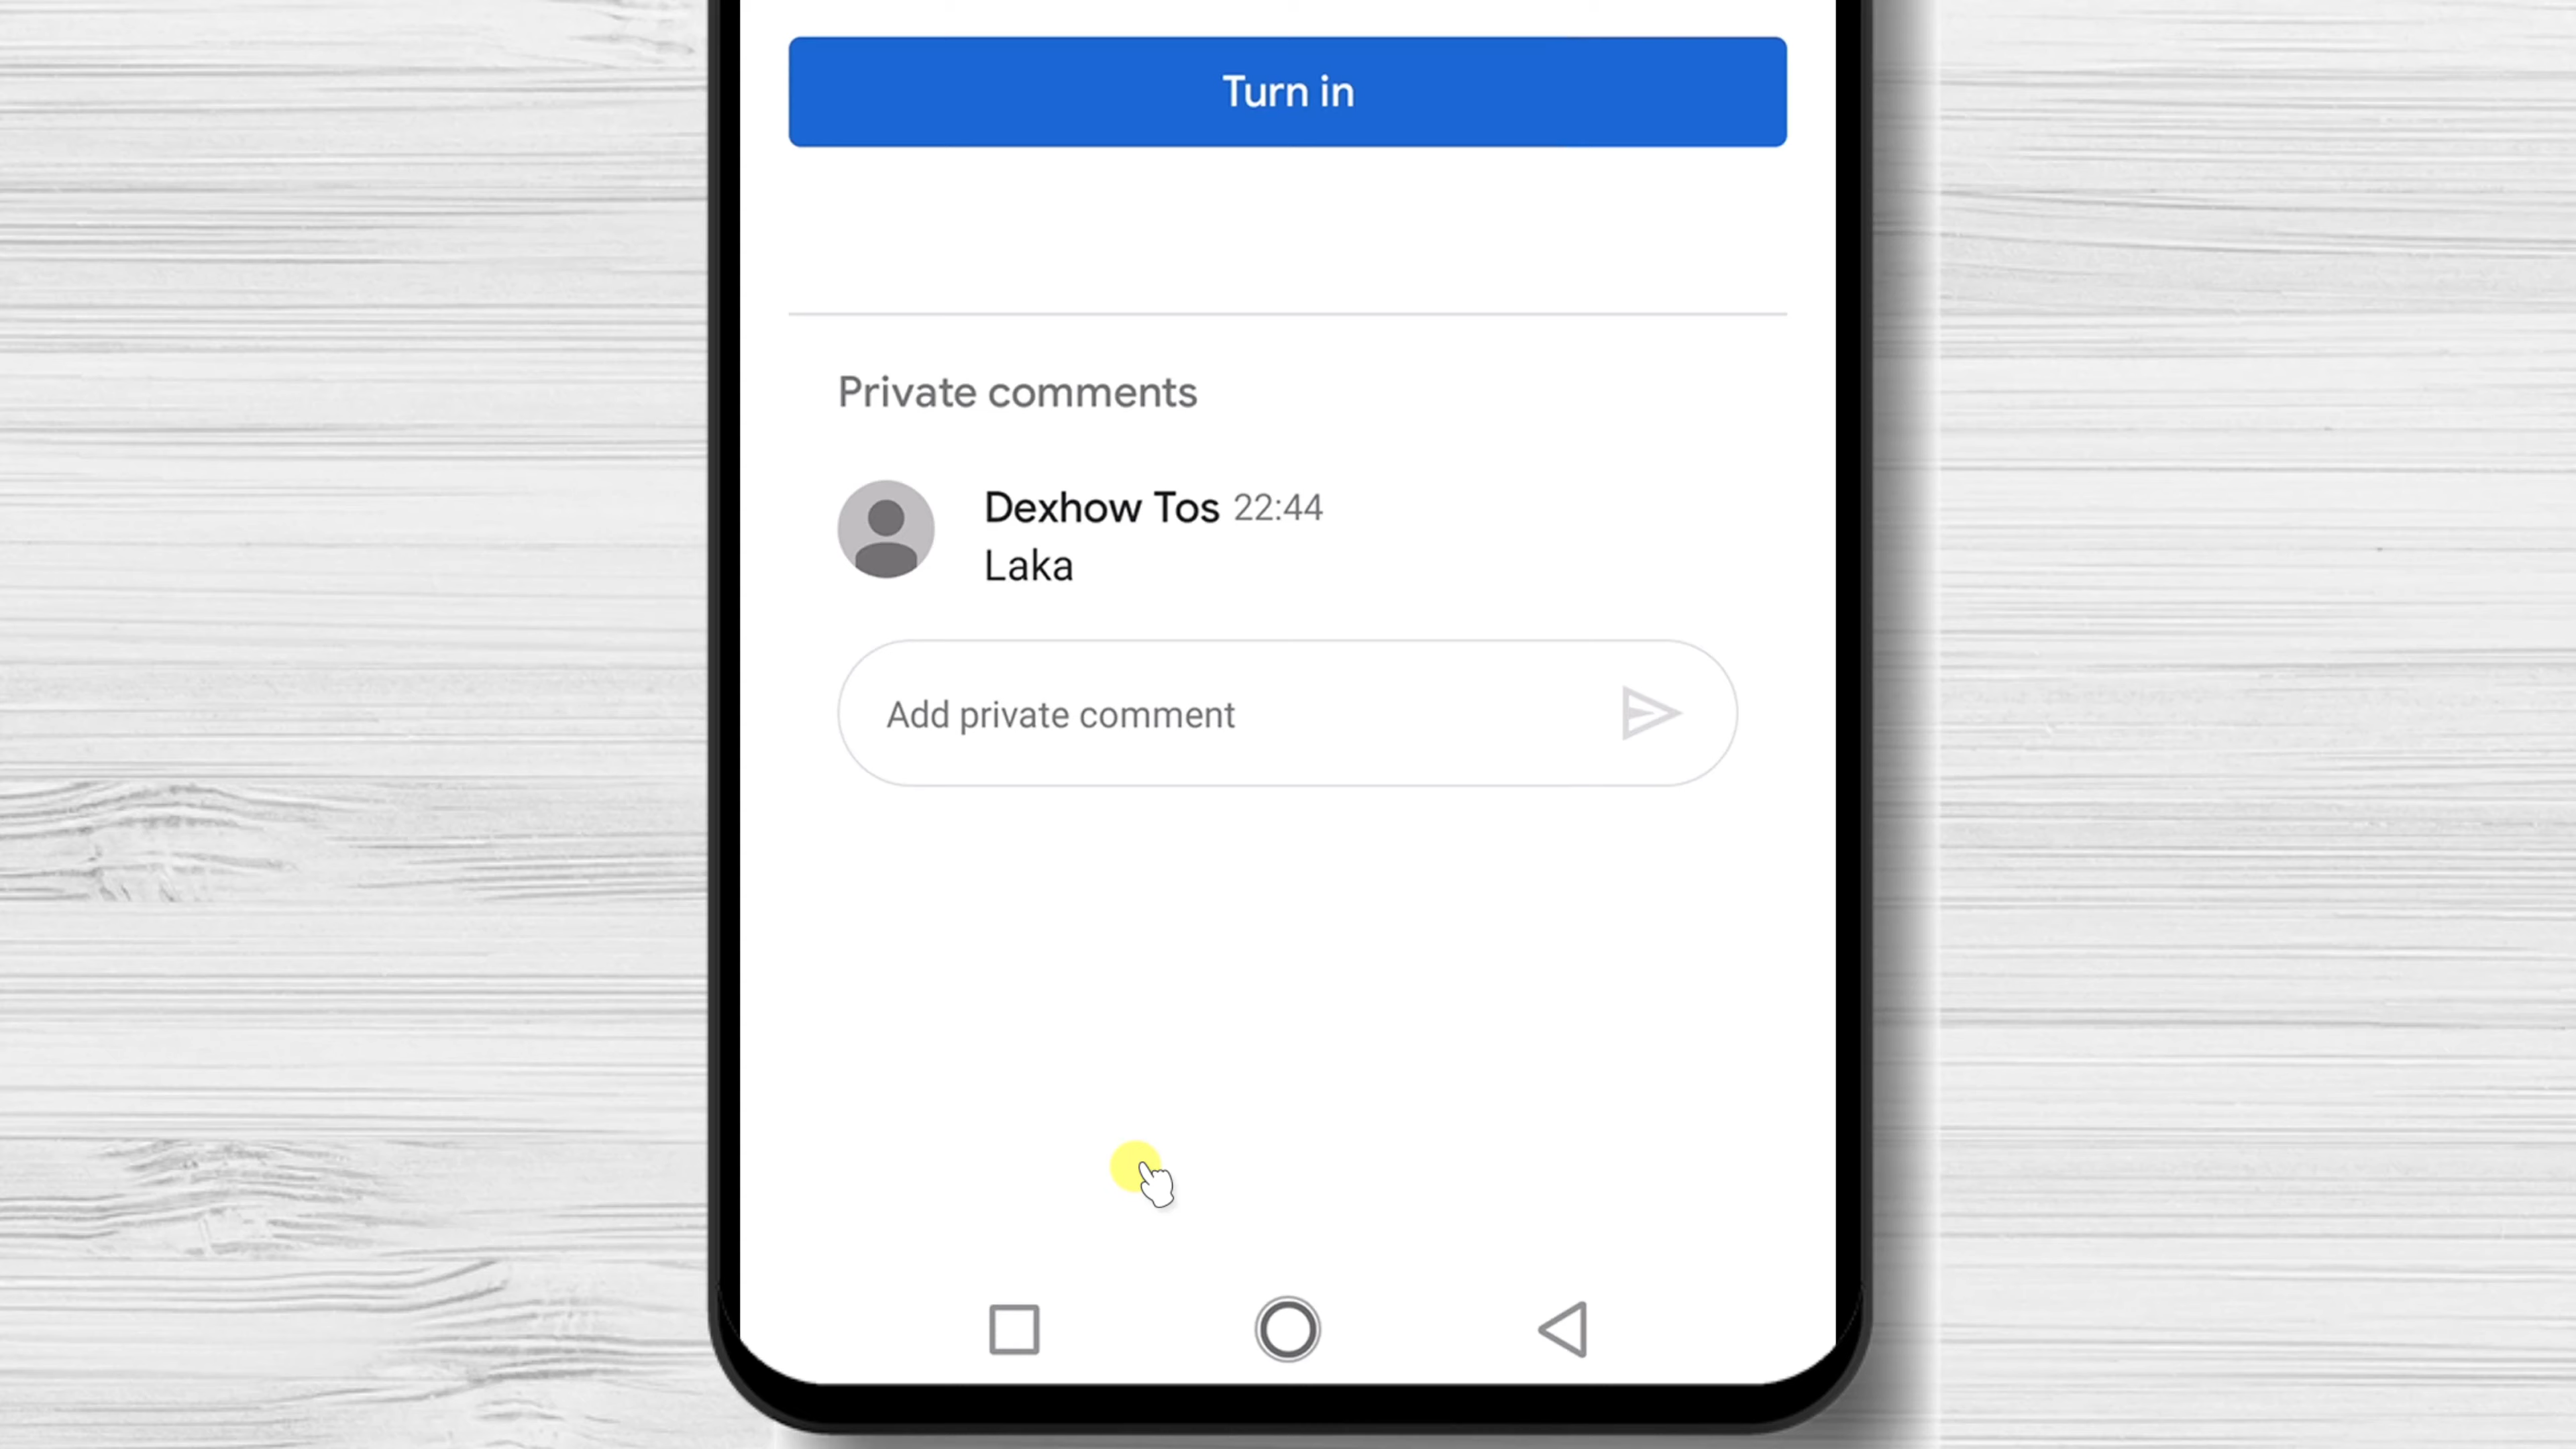 Turn in
Private comments
Dexhow Tos 22:44
Laka
Add private comment